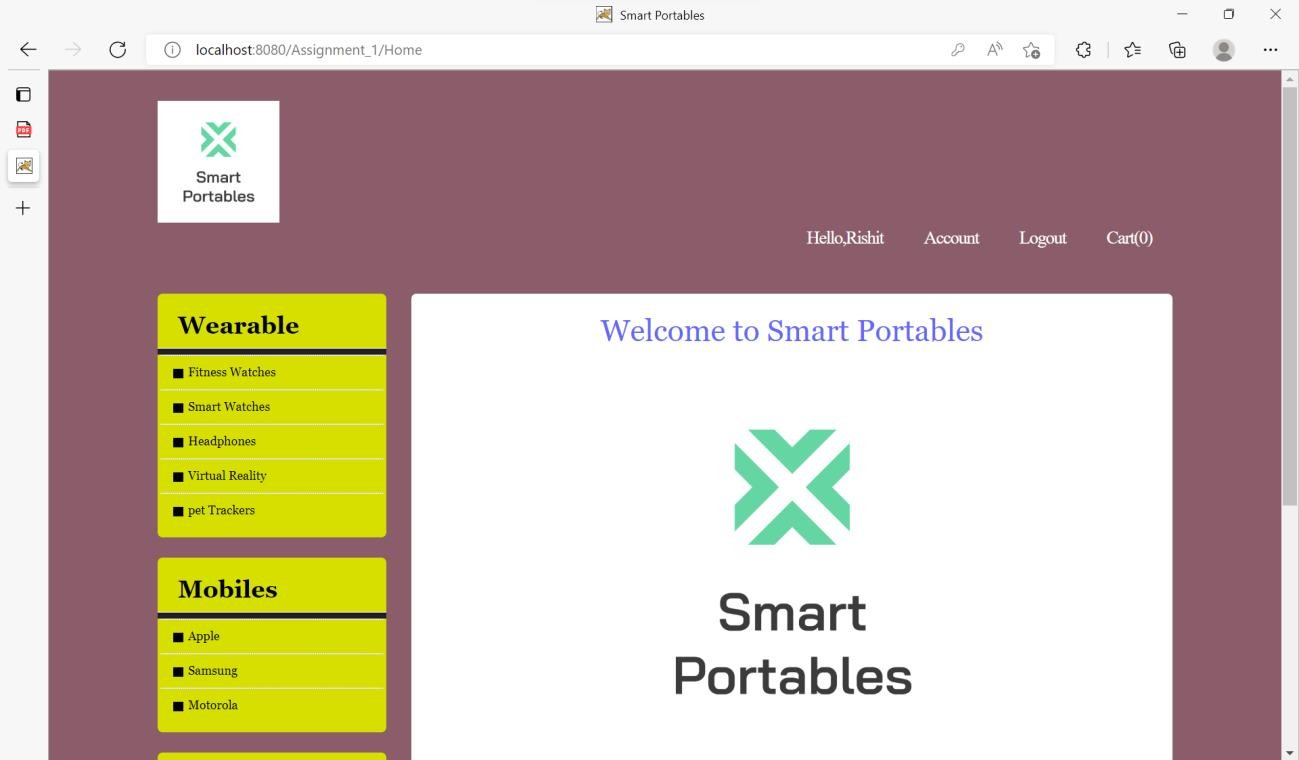 Smart Portables
localhost:8080/Assignment_1/Home
PDF
Smart
Portables
Hello,Rishit Account Logout Cart(0)
Wearable
Fitness Watches
Smart Watches
Headphones
Virtual Reality
pet Trackers
Mobiles
Apple
Samsung
Motorola
Welcome to Smart Portables
Smart
Portables